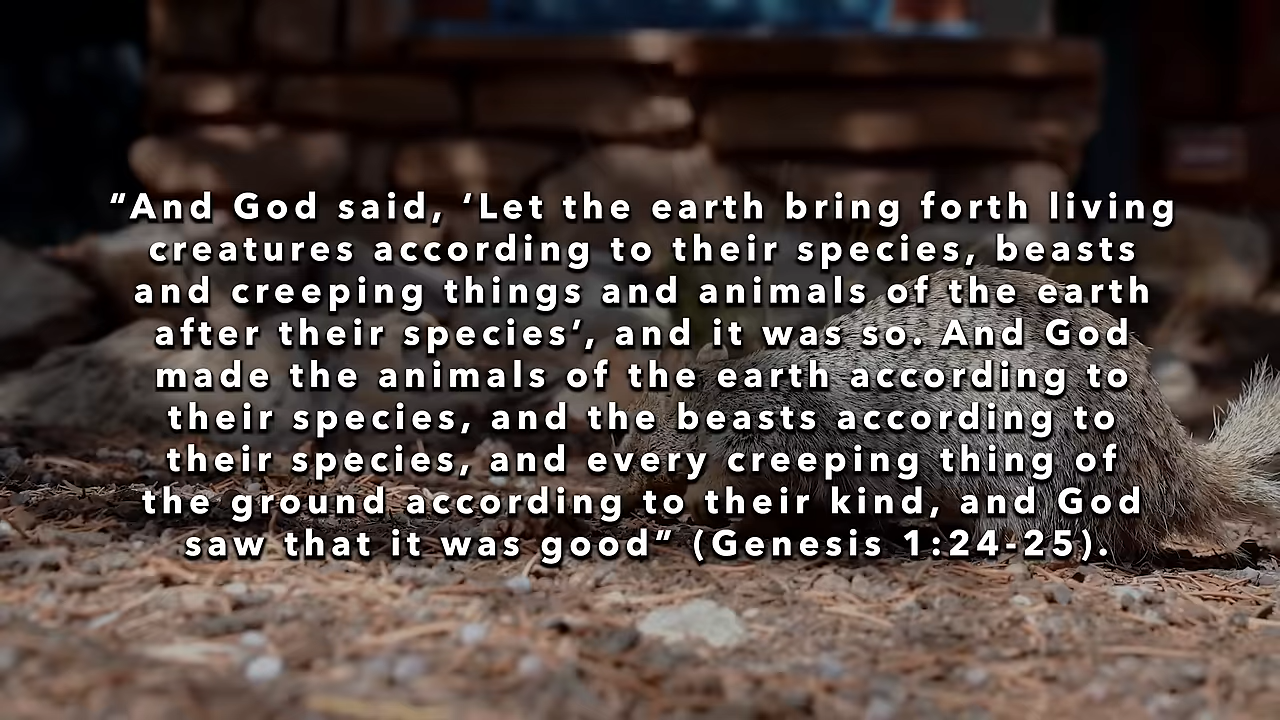 “And God said, ‘Let the earth bring forth living
creatures according to their species, beasts
and creeping things and animals of the earth
after their species’, and it was so. And God
made the animals of the earth according to
their species, and the beasts according to
their species, and every creeping thing of
the ground according to their kind, and God
saw that it was good” (Genesis 1:24-25).